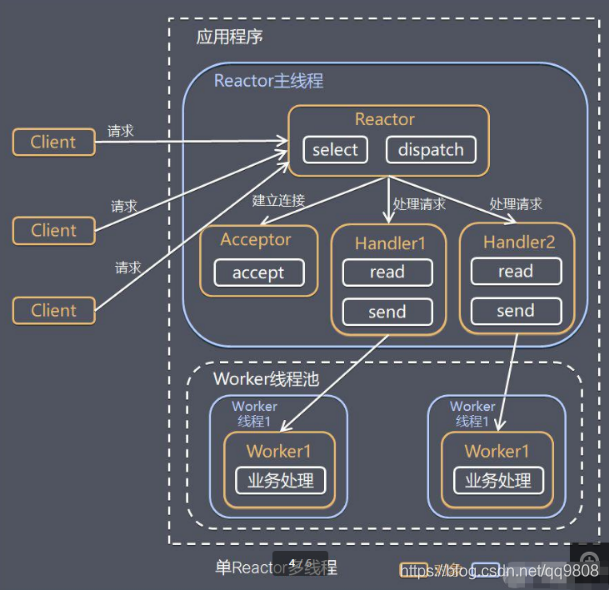 应用程序
Reactor主线程
Reactor
select
dispatch
Client
请求
Client
请求
Client
请求
建立连接
处理请求
处理请求
Acceptor
accept
Handler1
read
send
Handler2
read
send
Worker线程池
Worker
线程1
Worker1
业务处理
Worker
线程1
Worker1
业务处理
单Reactor多线程
https://blog.csdn.net/qq9808